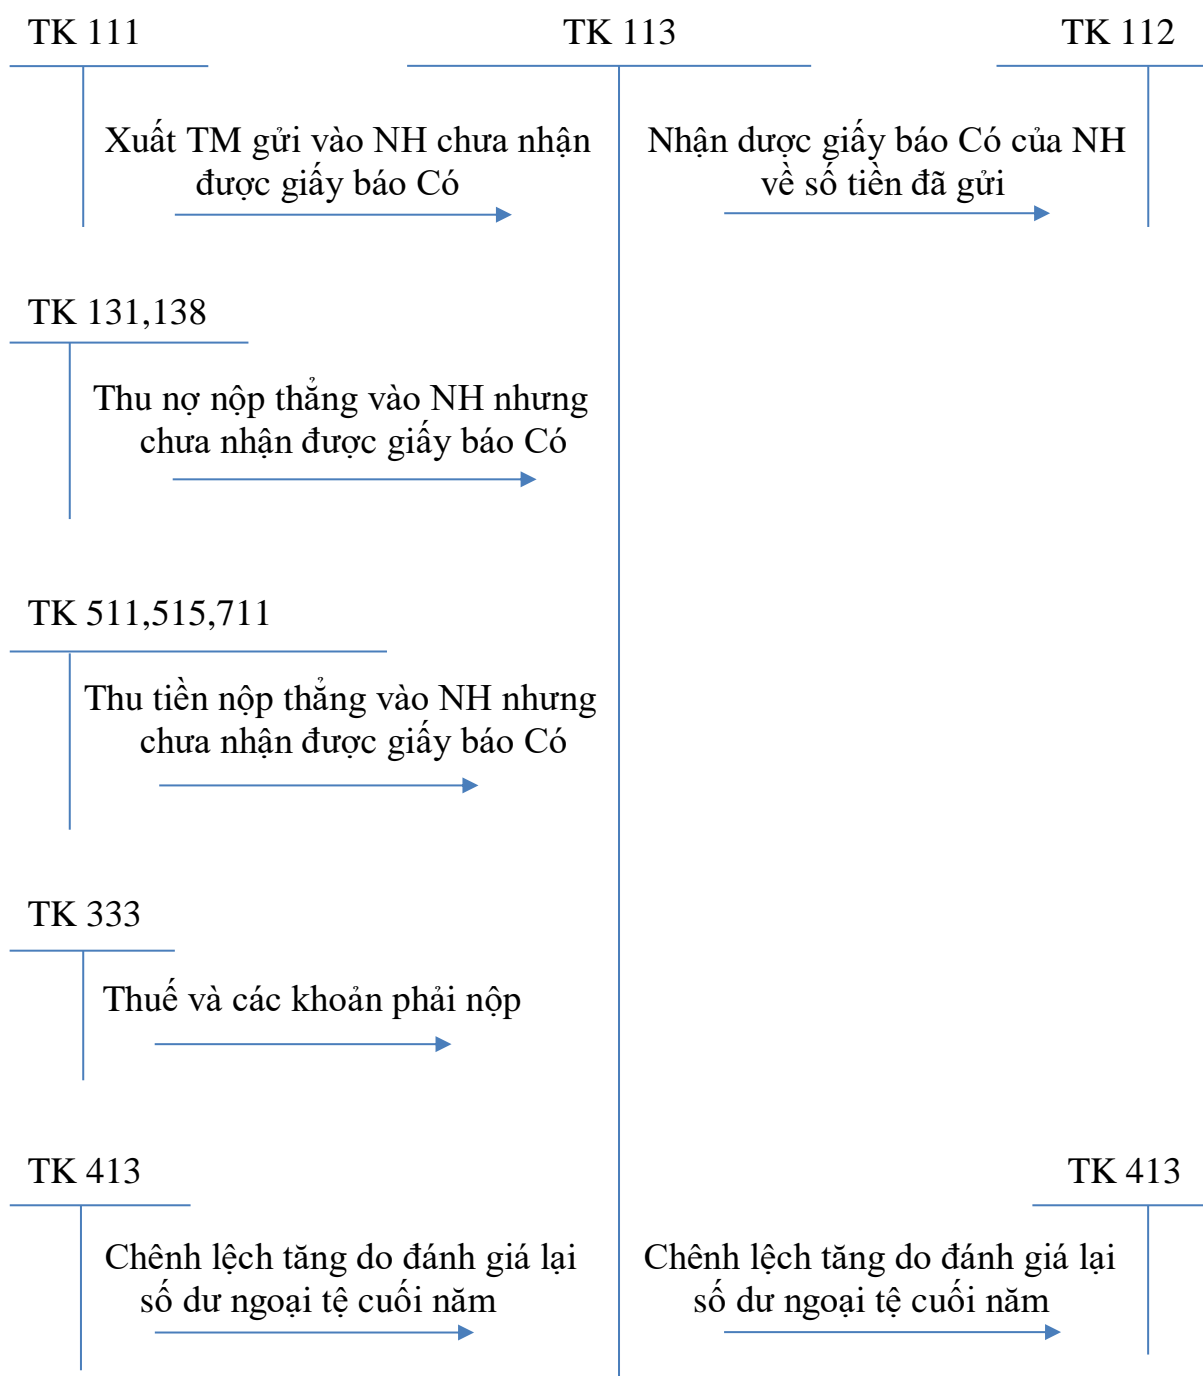 TK 111
TK 113
TK 112
Xuất TM gửi vào NH chưa nhận
được giấy báo Có
Nhận dược giấy báo Có của NH
về số tiền đã gửi
TK 131,138
Thu nợ nộp thẳng vào NH nhưng
chưa nhận được giấy báo Có
TK 511,515,711
Thu tiền nộp thẳng vào NH nhưng
chưa nhận được giấy báo Có
TK 333
Thuế và các khoản phải nộp
TK 413
TK 413
Chênh lệch tăng do đánh giá lại
số dư ngoại tệ cuối năm
Chênh lệch tăng do đánh giá lại
số dư ngoại tệ cuối năm